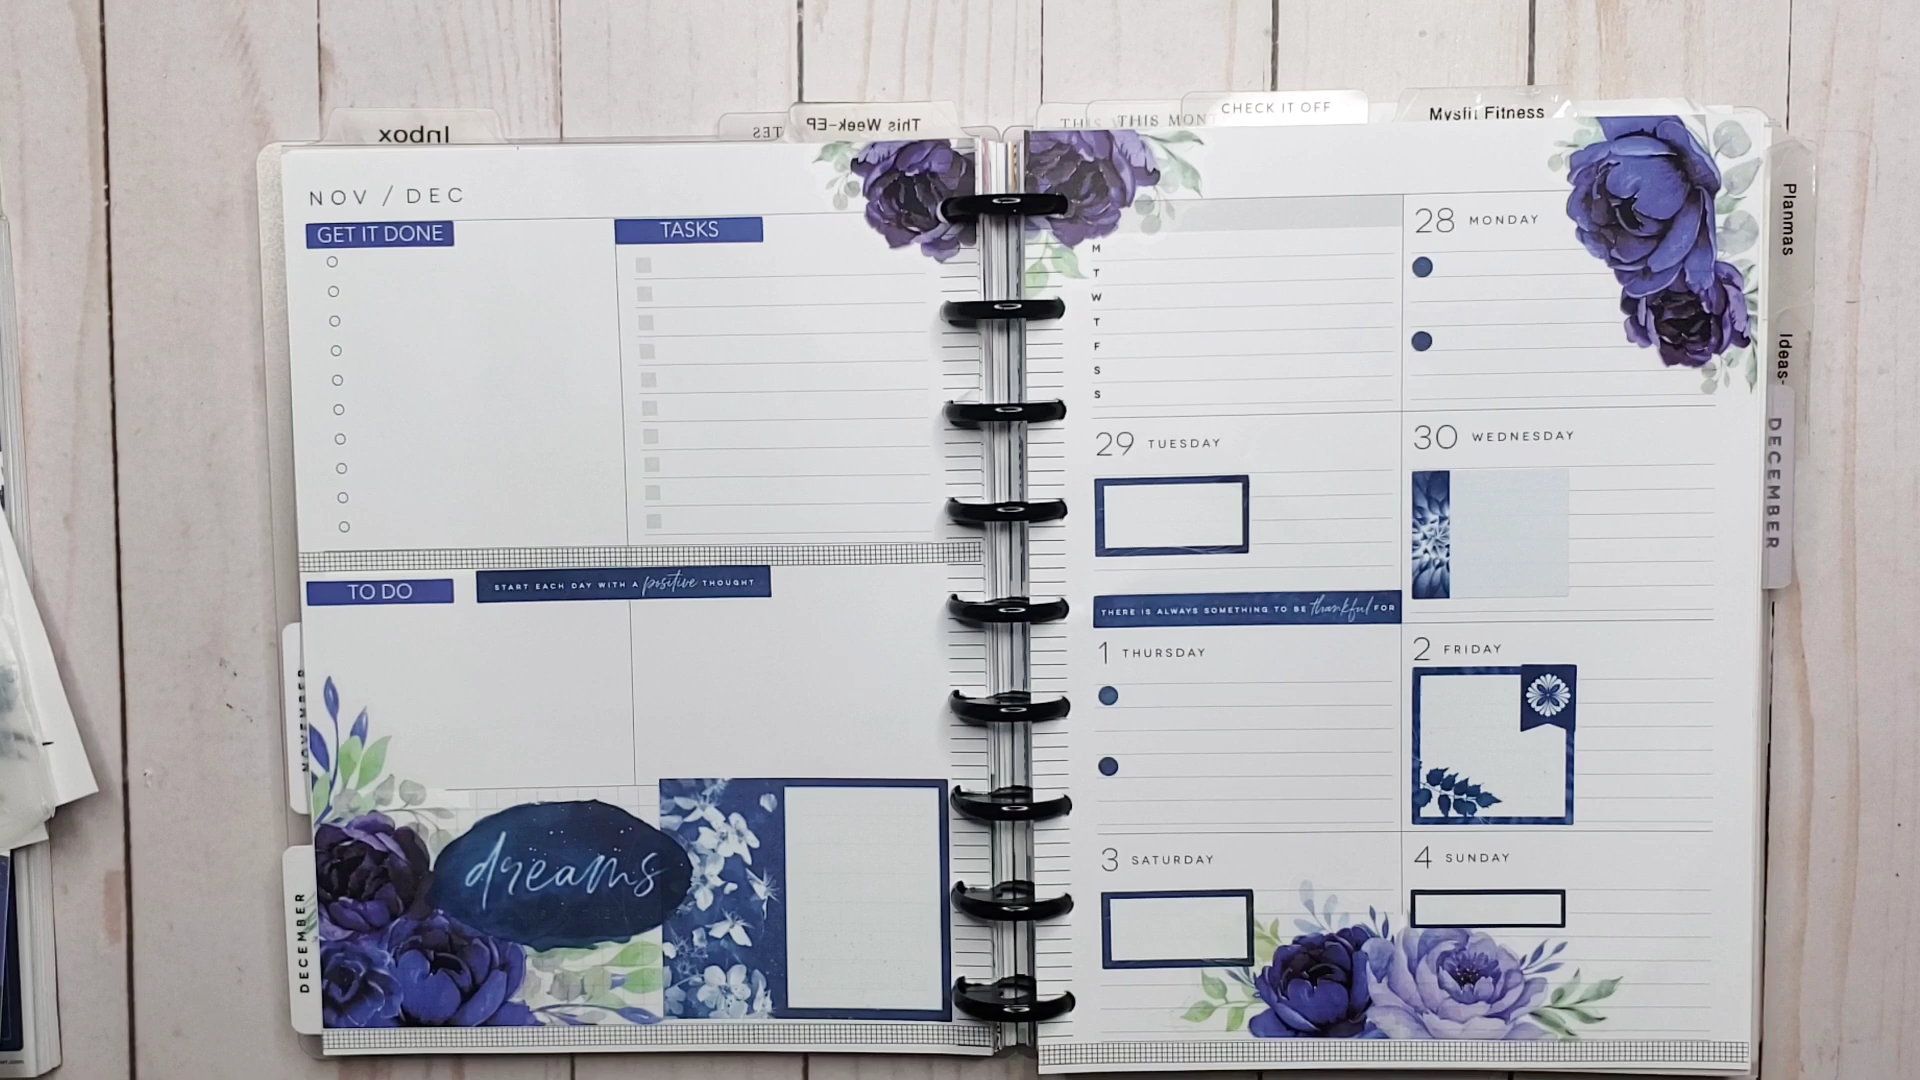 Inbox
This Week-EP
THIS MON
CHECK IT OFF
Mysfit Fitness
NOV / DEC
GET IT DONE
TASKS
TO DO
START EACH DAY WITH A positive THOUGHT
dreams
NOVEMBER
DECEMBER
M
T
W
T
F
S
S
28 MONDAY
29 TUESDAY
30 WEDNESDAY
THERE IS ALWAYS SOMETHING TO BE thankful FOR
1 THURSDAY
2 FRIDAY
3 SATURDAY
4 SUNDAY
Planmas
Ideas-
DECEMBER